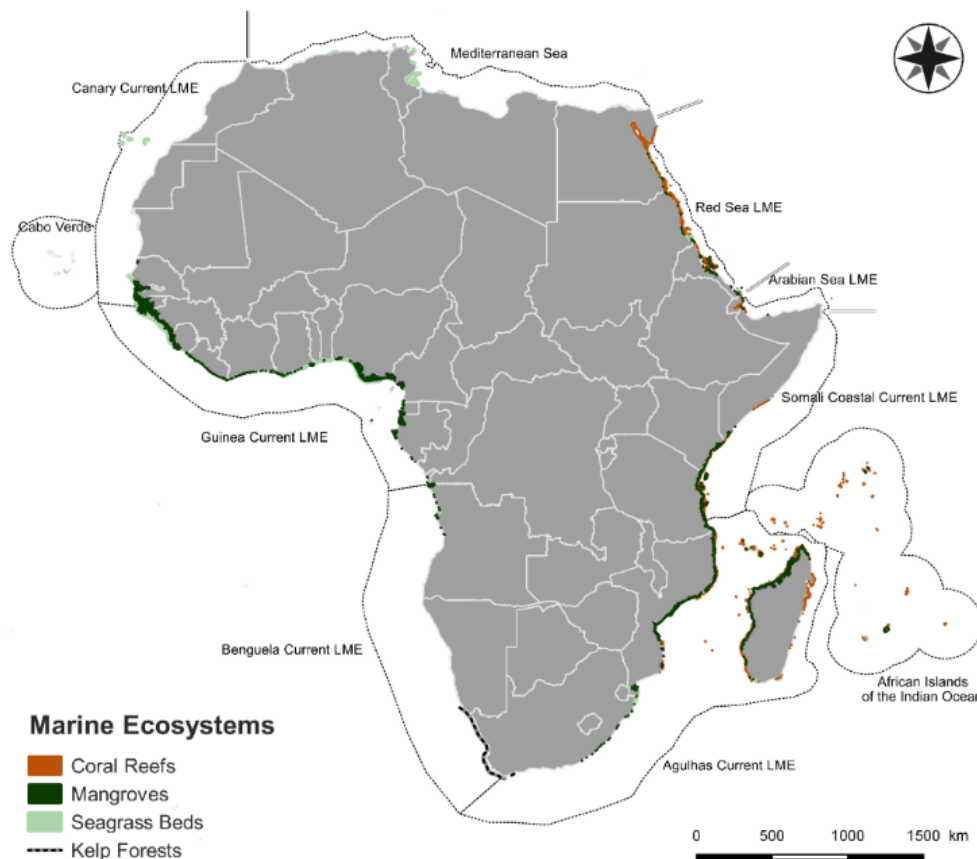 Mediterranean Sea
Canary Current LME
Cabo Verde
Red Sea LME
Arabian Sea LME
Somali Coastal Current LME
Guinea Current LME
Benguela Current LME
African Islands
of the Indian Ocean
Agulhas Current LME
Marine Ecosystems
Coral Reefs
Mangroves
Seagrass Beds
Kelp Forests
0 500 1000 1500 km